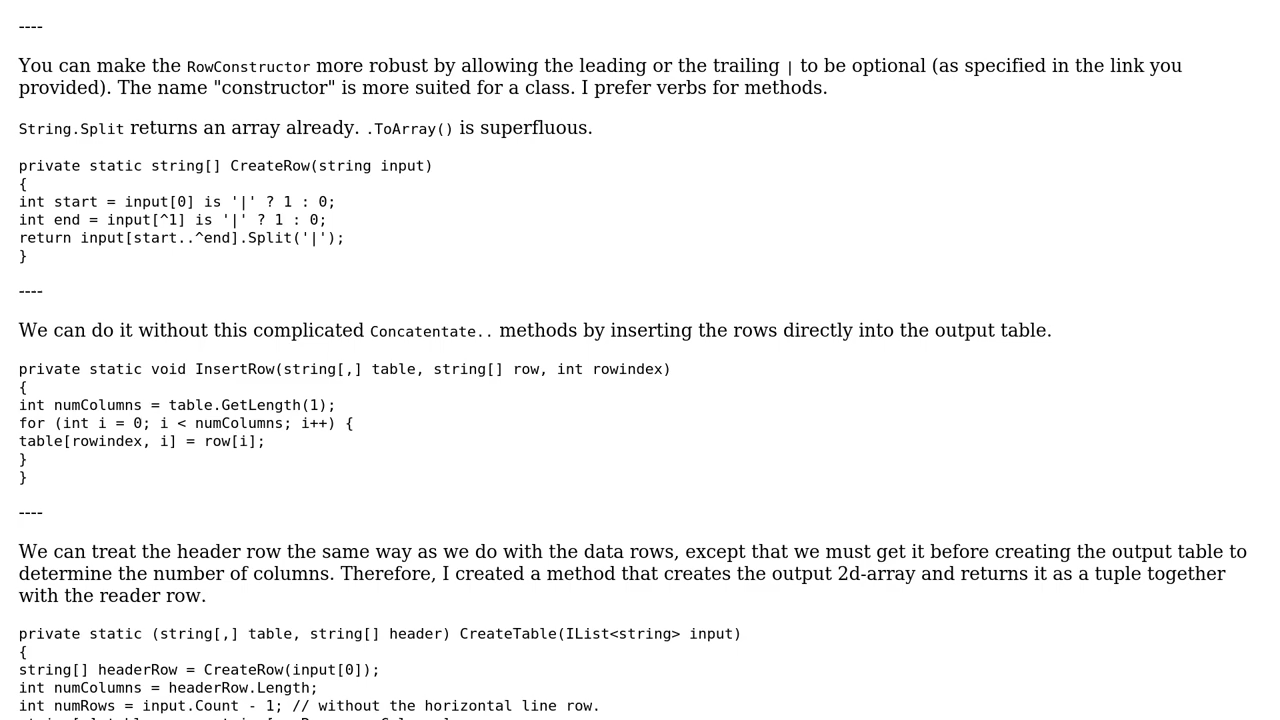 ----
You can make the RowConstructor more robust by allowing the leading or the trailing | to be optional (as specified in the link you
provided). The name "constructor" is more suited for a class. I prefer verbs for methods.
String.Split returns an array already. .ToArray() is superfluous.
private static string[] CreateRow(string input)
{
int start = input[0] is '|' ? 1 : 0;
int end = input[^1] is '|' ? 1 : 0;
return input[start..^end].Split('|');
}
----
We can do it without this complicated Concatentate.. methods by inserting the rows directly into the output table.
private static void InsertRow(string[,] table, string[] row, int rowindex)
{
int numColumns = table.GetLength(1);
for (int i = 0; i < numColumns; i++) {
table[rowindex, i] = row[i];
}
}
----
We can treat the header row the same way as we do with the data rows, except that we must get it before creating the output table to
determine the number of columns. Therefore, I created a method that creates the output 2d-array and returns it as a tuple together
with the reader row.
private static (string[,] table, string[] header) CreateTable(IList<string> input)
{
string[] headerRow = CreateRow(input[0]);
int numColumns = headerRow.Length;
int numRows = input.Count - 1; // without the horizontal line row.